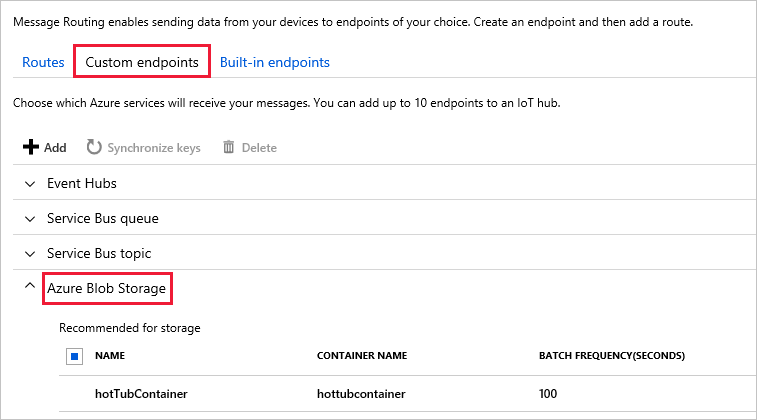 Message Routing enables sending data from your devices to endpoints of your choice. Create an endpoint and then add a route.
Routes Custom endpoints Built-in endpoints
Choose which Azure services will receive your messages. You can add up to 10 endpoints to an IoT hub.
Add Synchronize keys Delete
Event Hubs
Service Bus queue
Service Bus topic
Azure Blob Storage
Recommended for storage
NAME CONTAINER NAME BATCH FREQUENCY(SECONDS)
hotTubContainer hottubcontainer 100